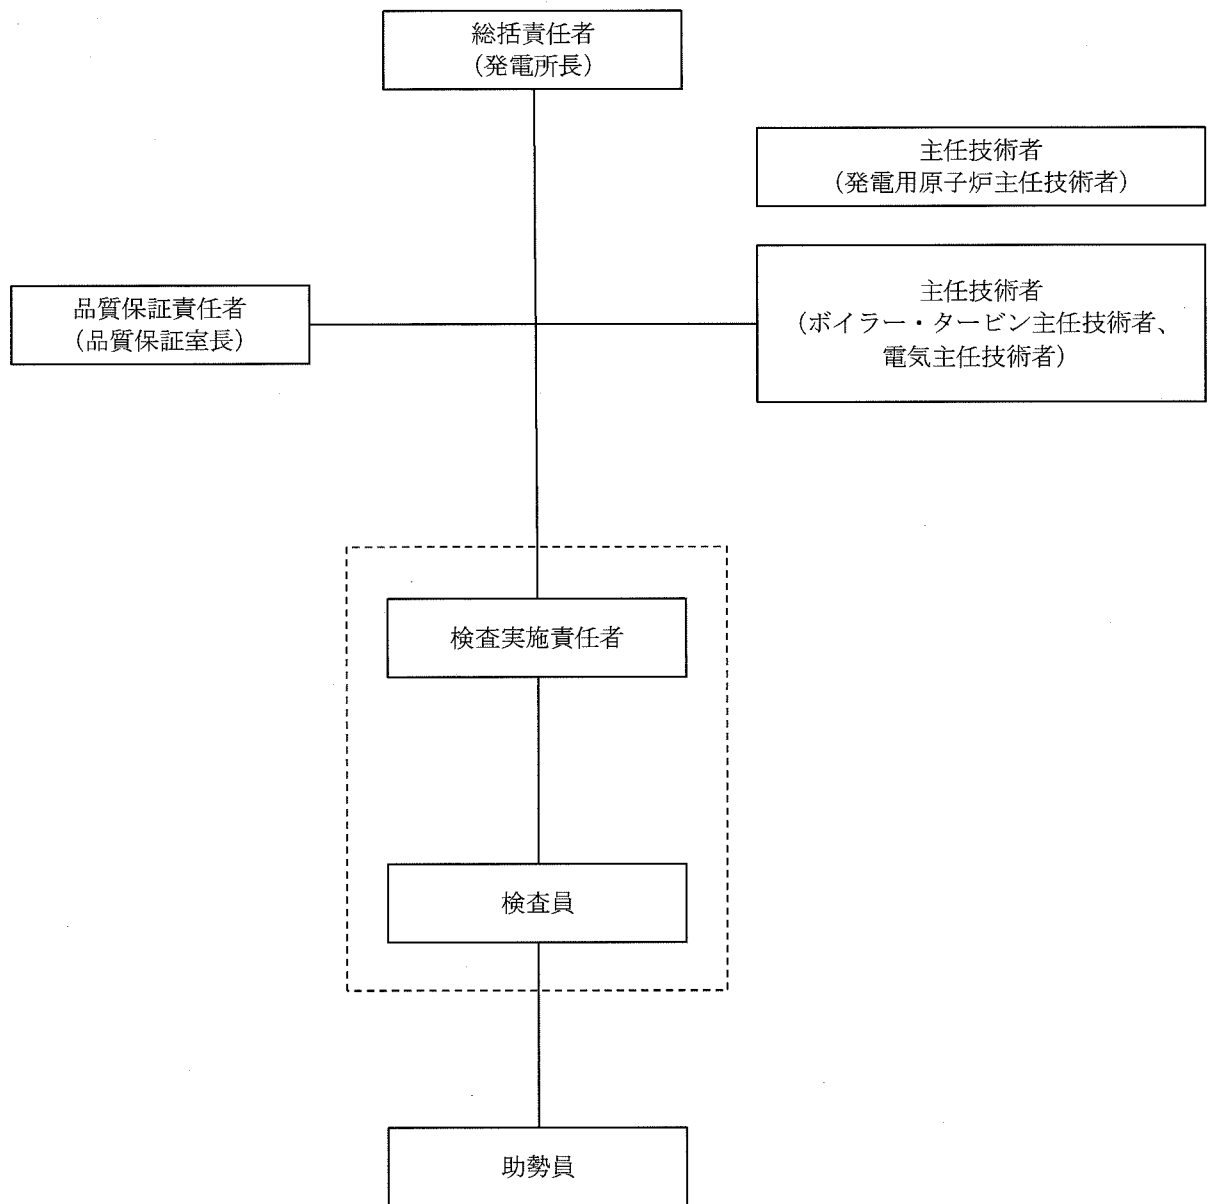 総括責任者
（発電所長）
主任技術者
（発電用原子炉主任技術者）
品質保証責任者
（品質保証室長）
主任技術者
（ボイラー・タービン主任技術者、
電気主任技術者）
検査実施責任者
検査員
助勢員